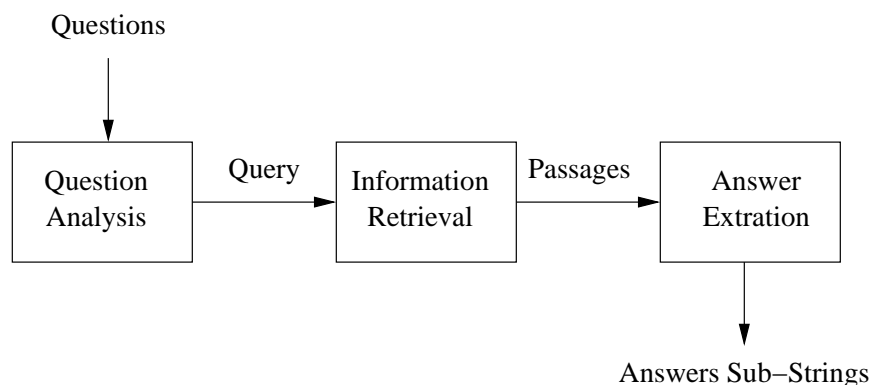 Questions
Question
Analysis
Query
Information
Retrieval
Passages
Answer
Extration
Answers Sub−Strings